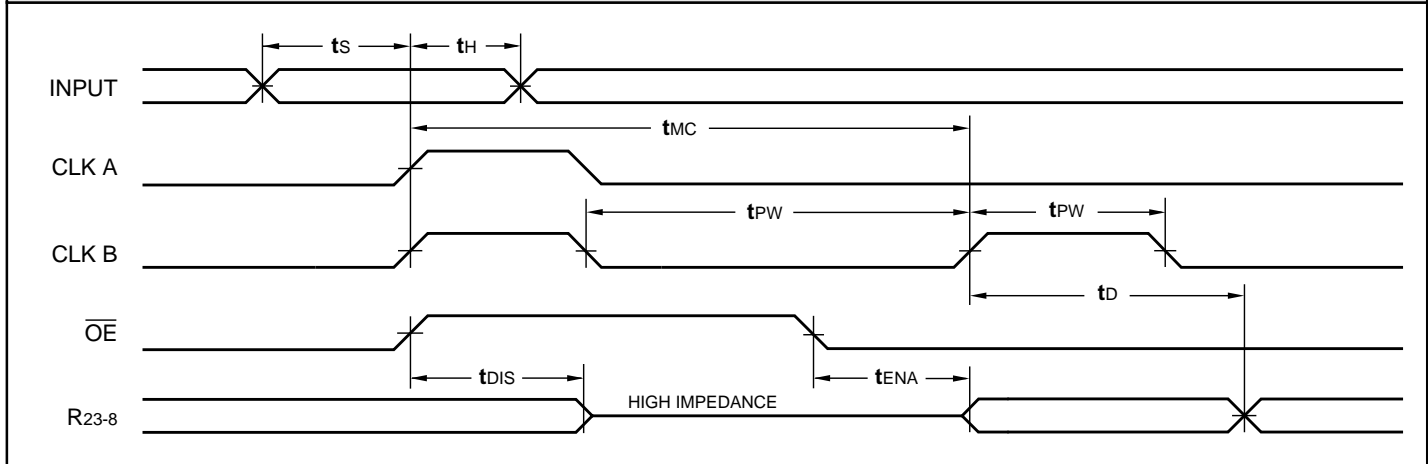 tS tH
INPUT
tMC
CLK A
tPW tPW
CLK B
tD
OE
tDIS tENA
HIGH IMPEDANCE
R23-8